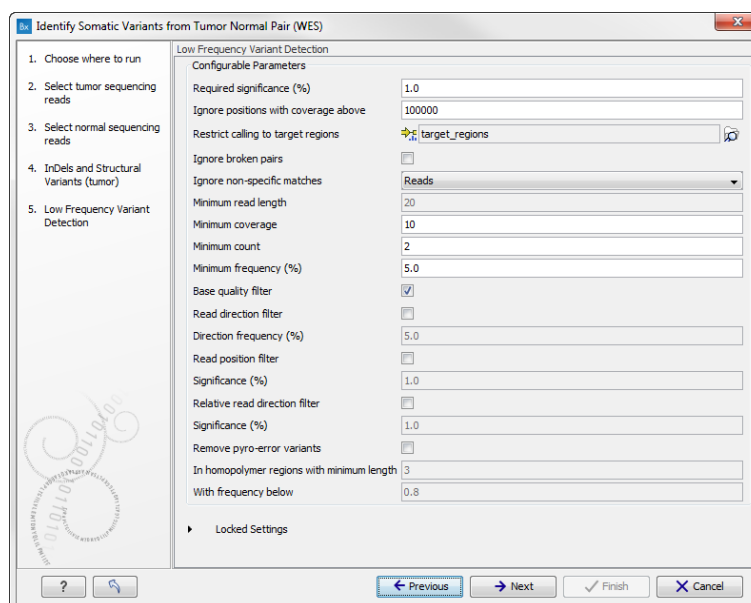 Bx Identify Somatic Variants from Tumor Normal Pair (WES)
1. Choose where to run
2. Select tumor sequencing
reads
3. Select normal sequencing
reads
4. InDels and Structural
Variants (tumor)
5. Low Frequency Variant
Detection
Low Frequency Variant Detection
Configurable Parameters
Required significance (%) 1.0
Ignore positions with coverage above 100000
Restrict calling to target regions target_regions
Ignore broken pairs
Ignore non-specific matches Reads
Minimum read length 20
Minimum coverage 10
Minimum count 2
Minimum frequency (%) 5.0
Base quality filter
Read direction filter
Direction frequency (%) 5.0
Read position filter
Significance (%) 1.0
Relative read direction filter
Significance (%) 1.0
Remove pyro-error variants
In homopolymer regions with minimum length 3
With frequency below 0.8
Locked Settings
? Previous Next Finish Cancel